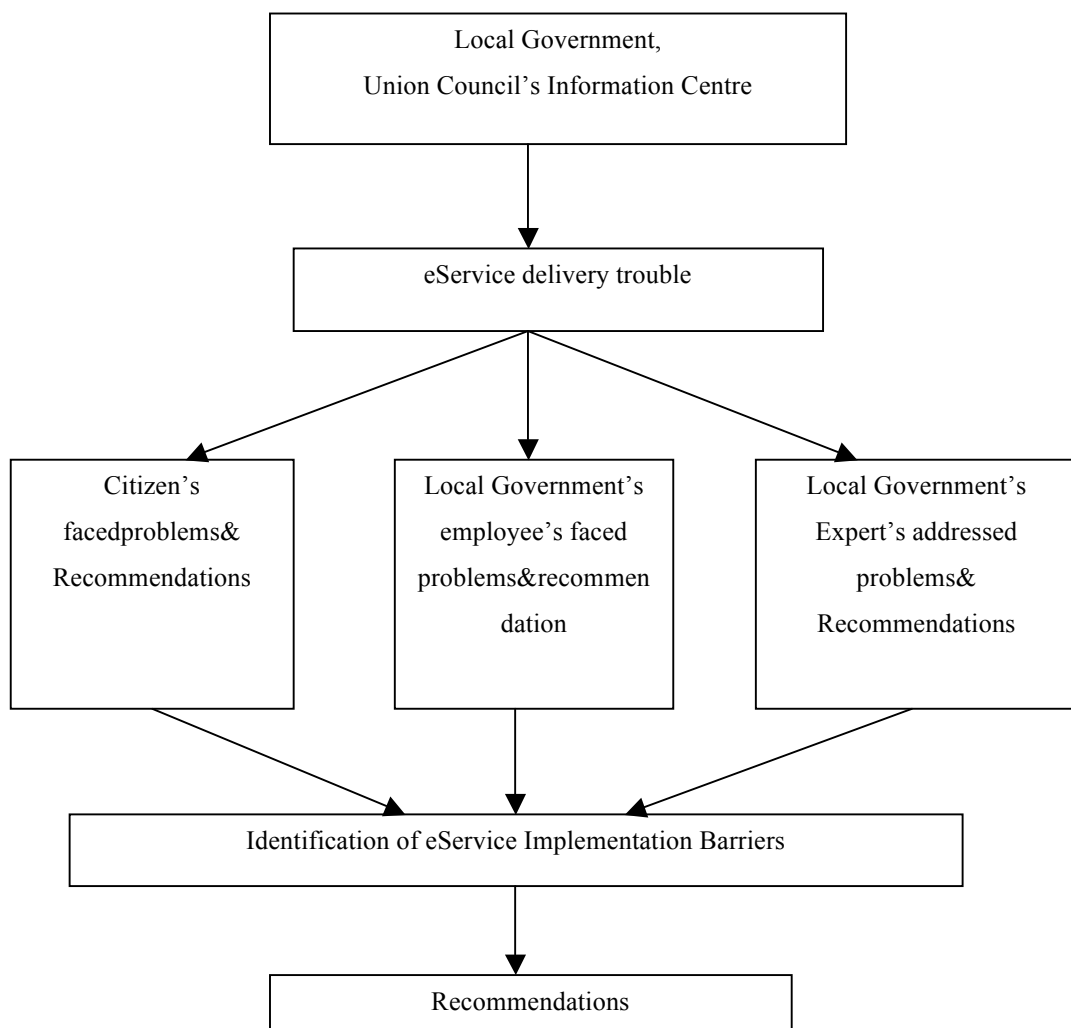 Local Government,
Union Council’s Information Centre
eService delivery trouble
Citizen’s
facedproblems&
Recommendations
Local Government’s
employee’s faced
problems&recommen
dation
Local Government’s
Expert’s addressed
problems&
Recommendations
Identification of eService Implementation Barriers
Recommendations